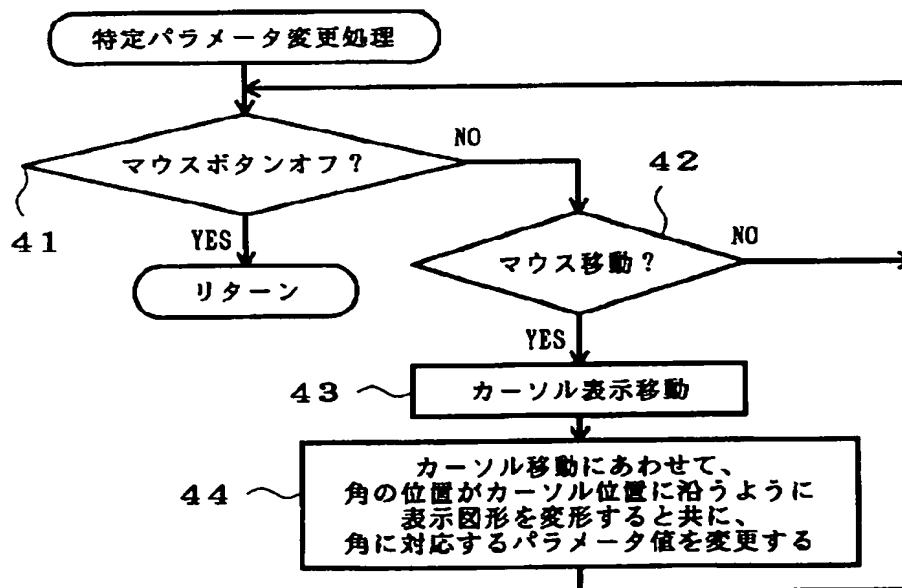 特定パラメータ変更処理
マウスボタンオフ?
NO
41
YES
リターン
42
マウス移動?
NO
YES
43
カーソル表示移動
44
カーソル移動にあわせて、
角の位置がカーソル位置に沿うように
表示図形を変形すると共に、
角に対応するパラメータ値を変更する